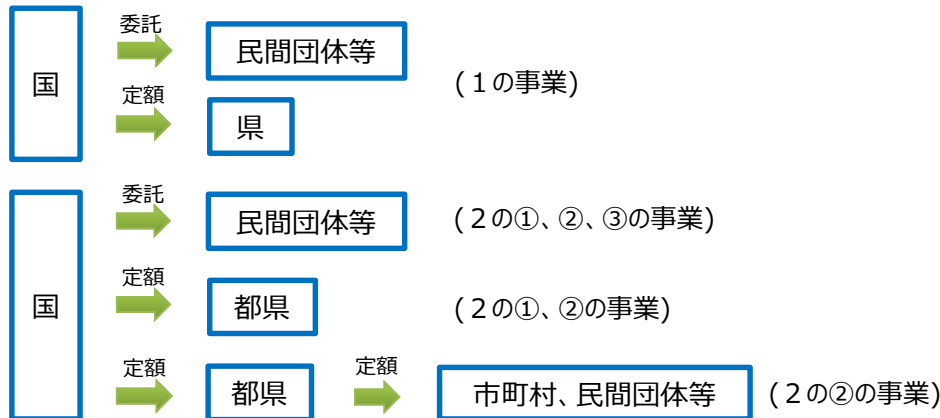 委託
国
民間団体等
(１の事業)
定額
県
委託
民間団体等
(２の①、②、③の事業)
国
定額
都県
(２の①、②の事業)
定額
都県
定額
市町村、民間団体等
(２の②の事業)